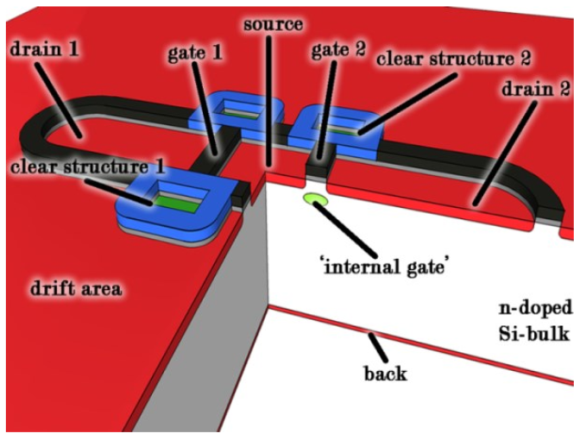 source
drain 1
gate 1
gate 2
clear structure 2
drain 2
clear structure 1
'internal gate'
drift area
n-doped
Si-bulk
back